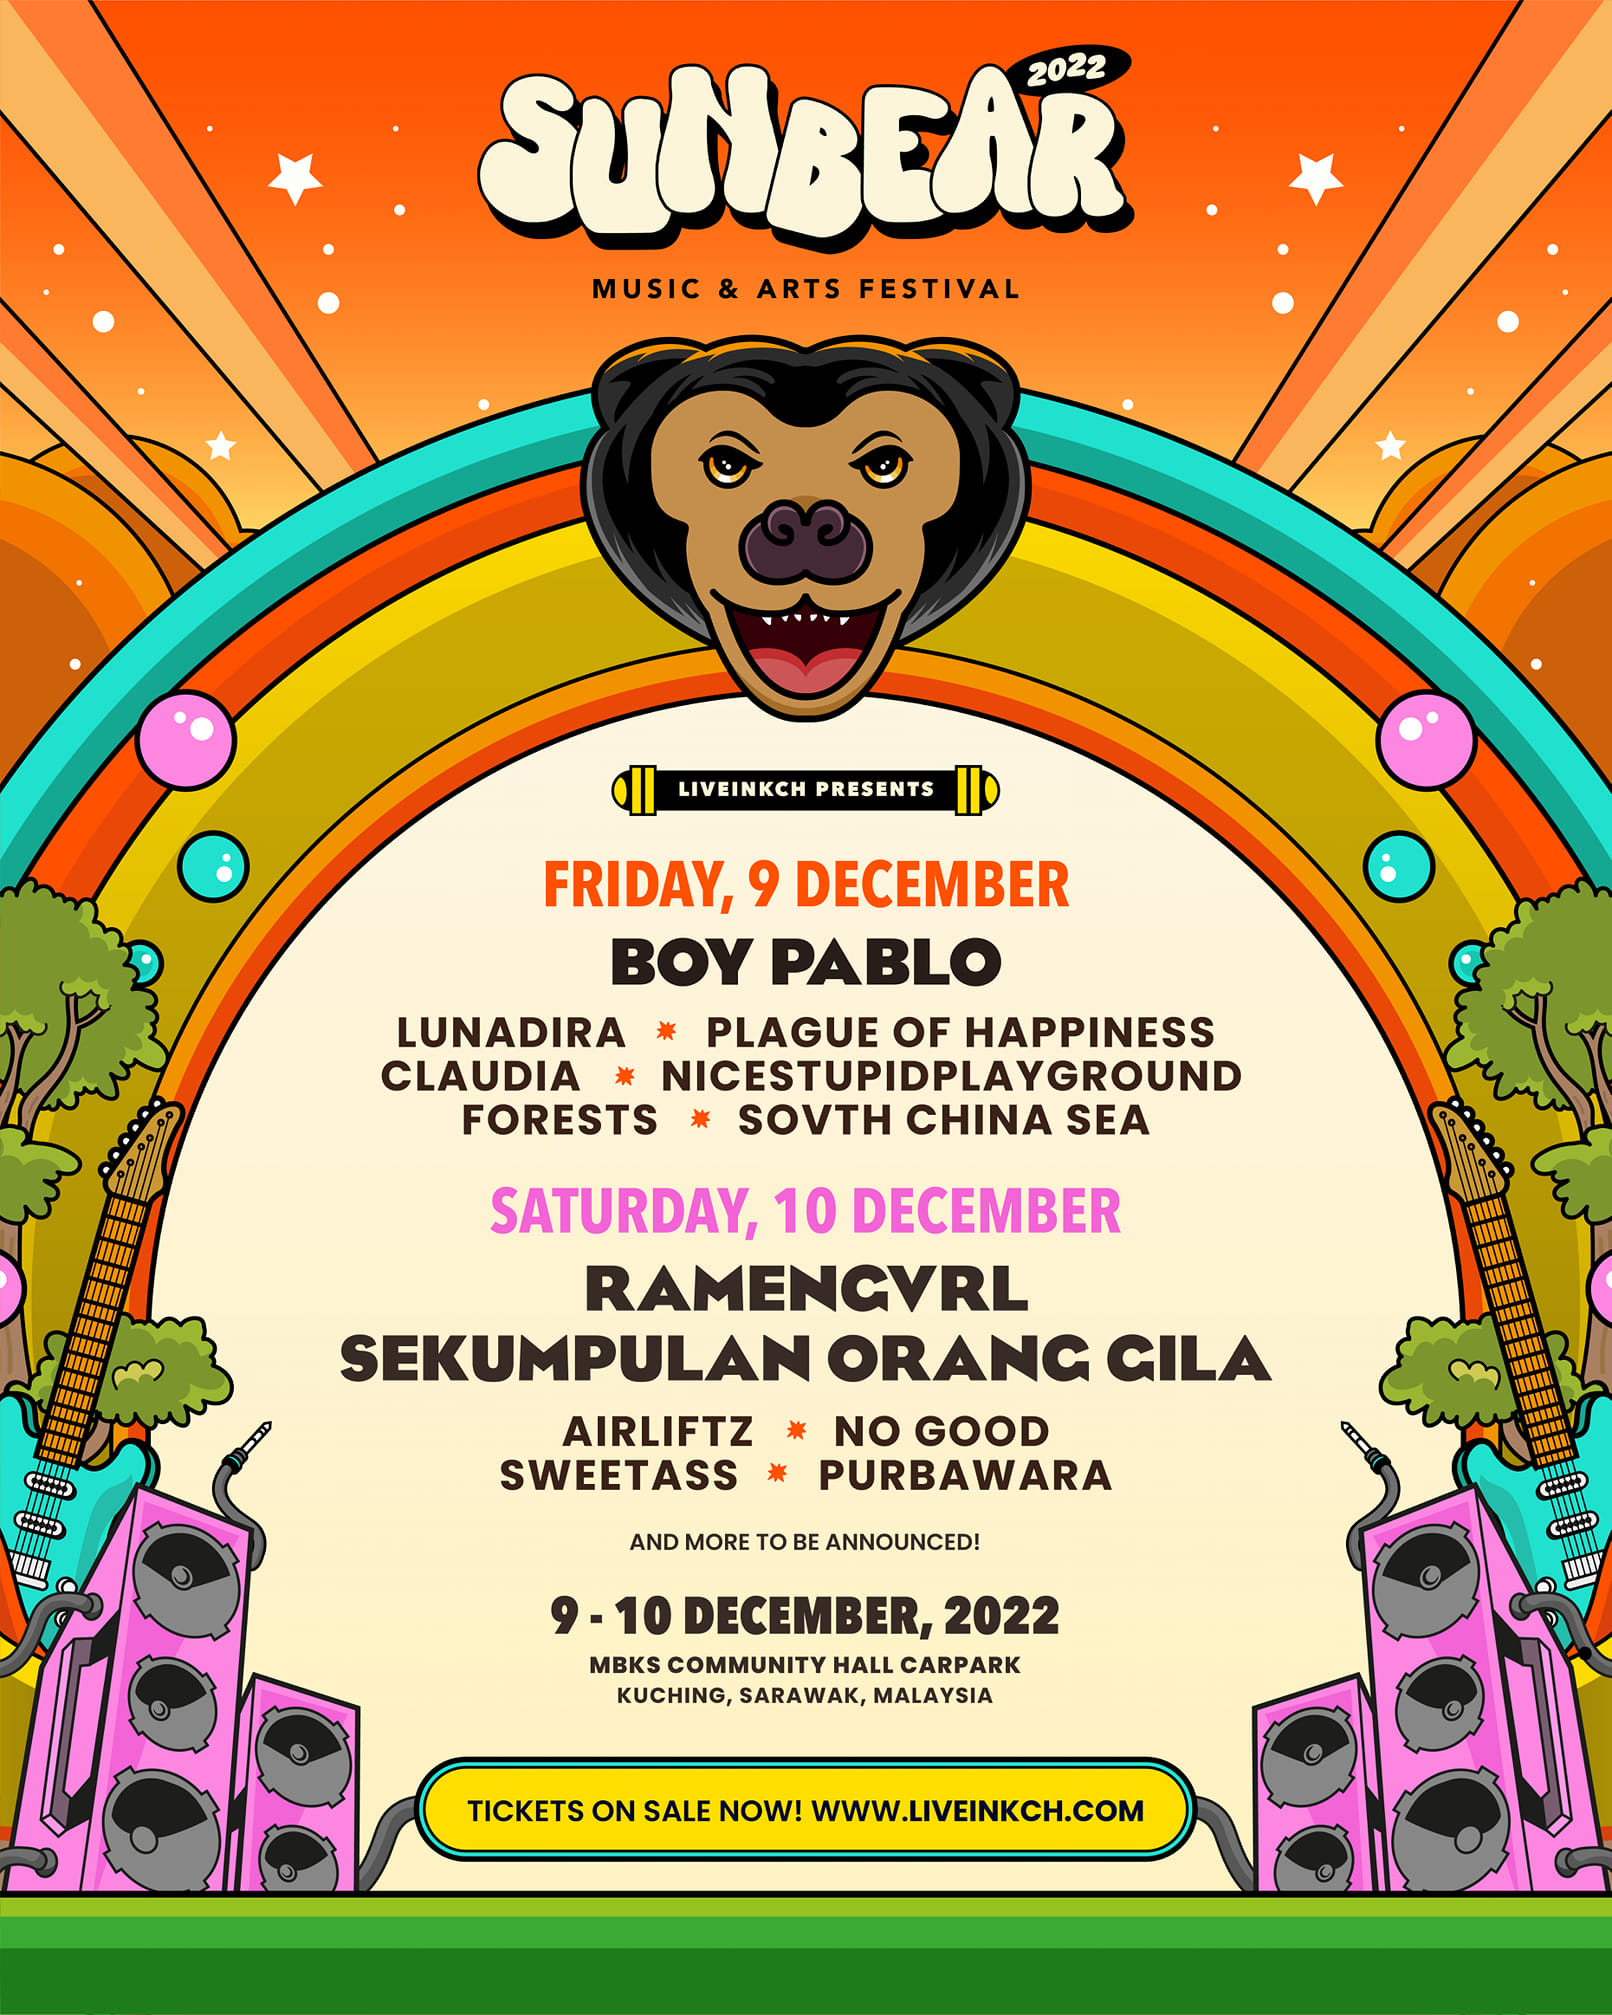 SUNBEAR 2022
MUSIC & ARTS FESTIVAL
LIVEINKCH PRESENTS
FRIDAY, 9 DECEMBER
BOY PABLO
LUNADIRA ✷ PLAGUE OF HAPPINESS
CLAUDIA ✷ NICESTUPIDPLAYGROUND
FORESTS ✷ SOVTH CHINA SEA
SATURDAY, 10 DECEMBER
RAMENGVRL
SEKUMPULAN ORANG GILA
AIRLIFTZ ✷ NO GOOD
SWEETASS ✷ PURBAWARA
AND MORE TO BE ANNOUNCED!
9 - 10 DECEMBER, 2022
MBKS COMMUNITY HALL CARPARK
KUCHING, SARAWAK, MALAYSIA
TICKETS ON SALE NOW! WWW.LIVEINKCH.COM